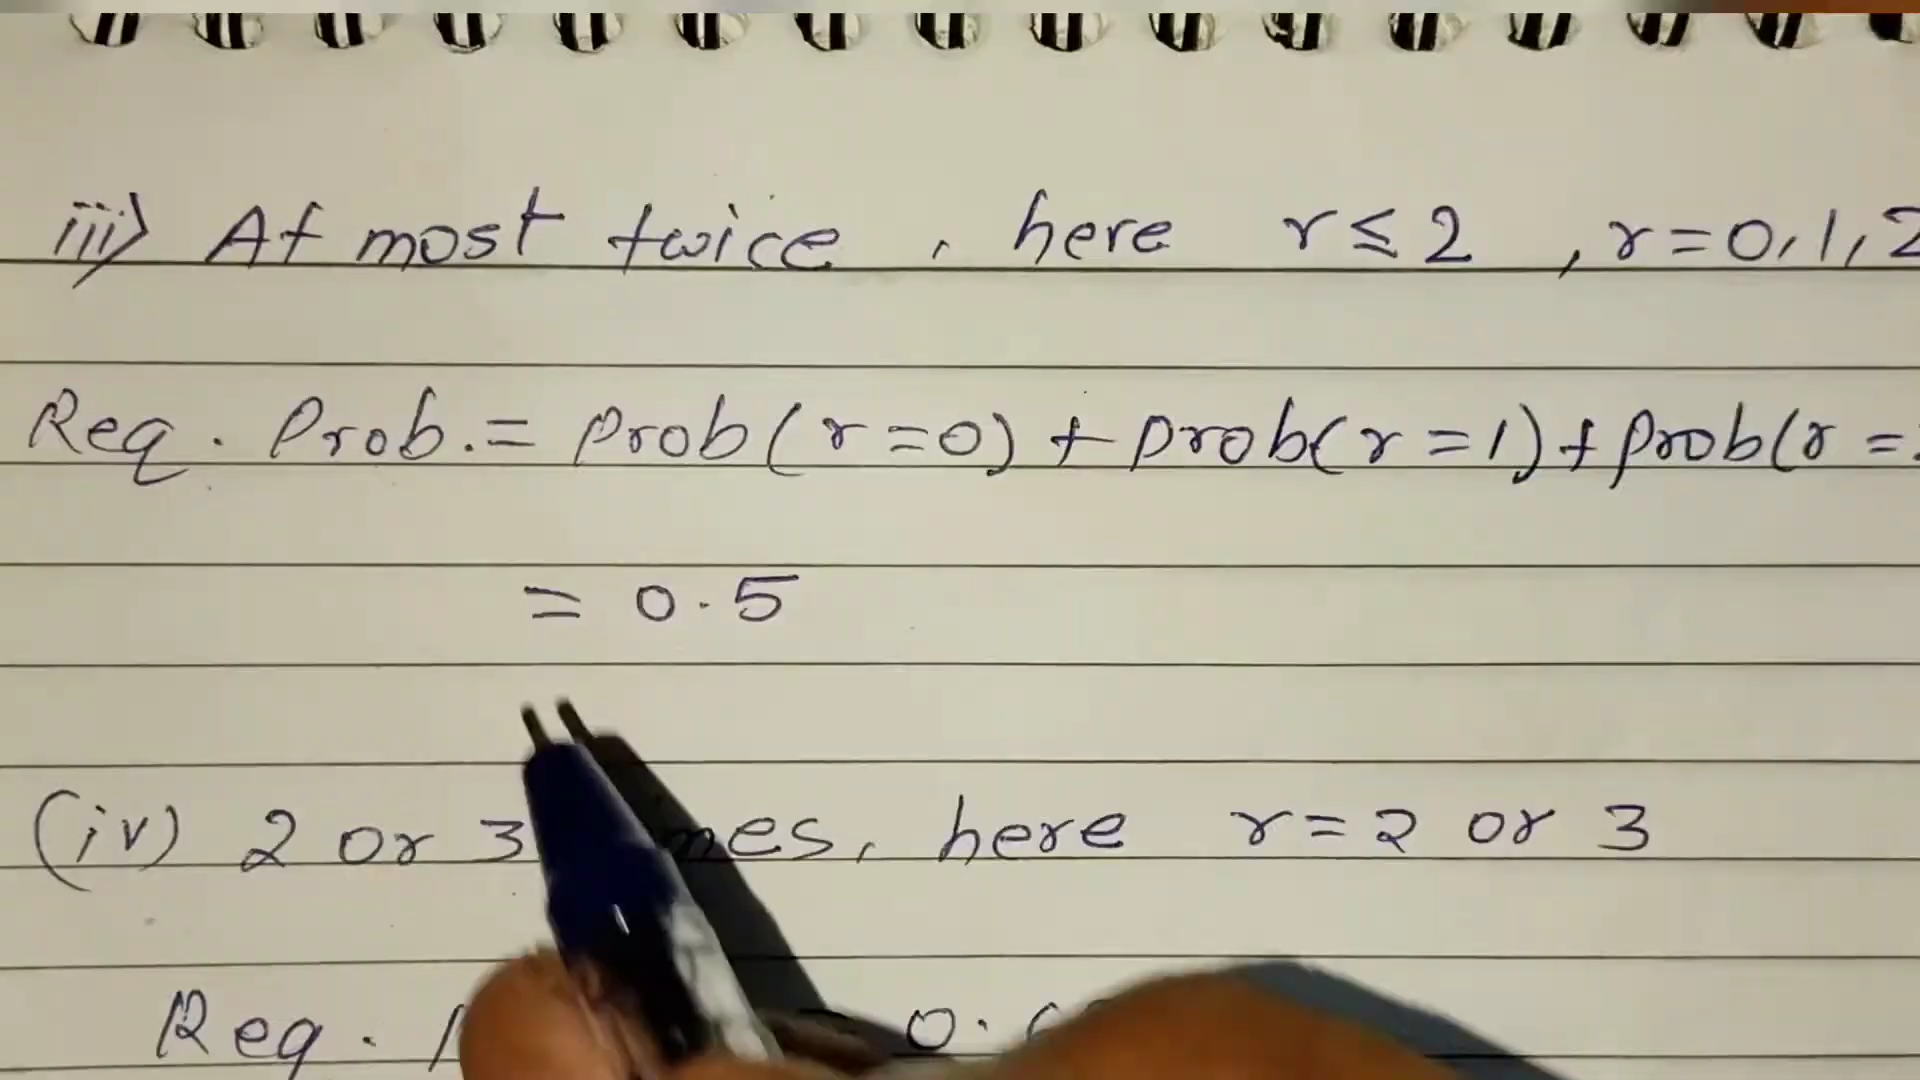 iii) At most twice, here r ≤ 2, r = 0, 1, 2
Req. Prob. = prob(r=0) + prob(r=1) + prob(r =
= 0.5
(iv) 2 or 3 here r = 2 or 3
Req. 0.